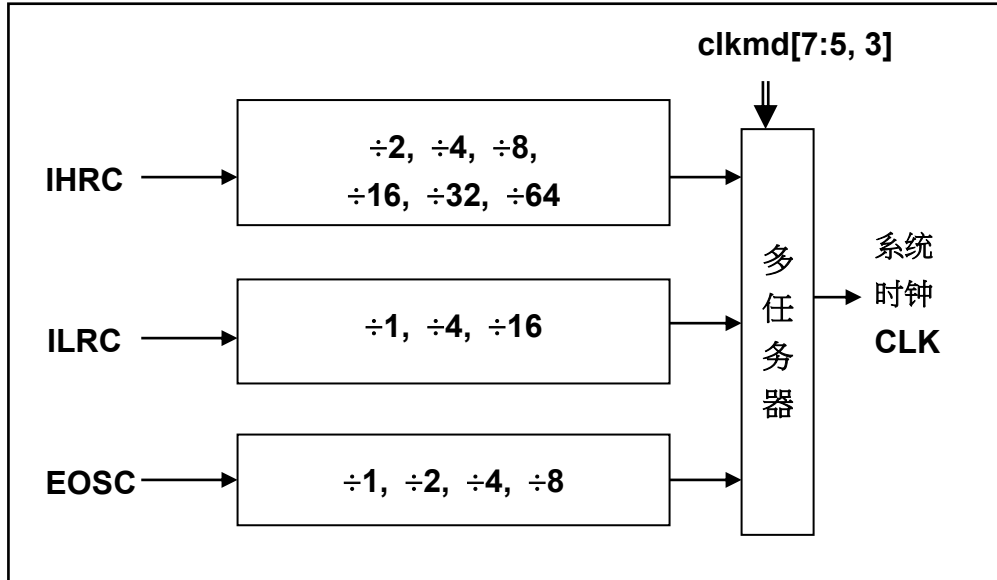 clkmd[7:5, 3]
IHRC
÷2, ÷4, ÷8,
÷16, ÷32, ÷64
ILRC
÷1, ÷4, ÷16
EOSC
÷1, ÷2, ÷4, ÷8
多
任
务
器
系统
时钟
CLK